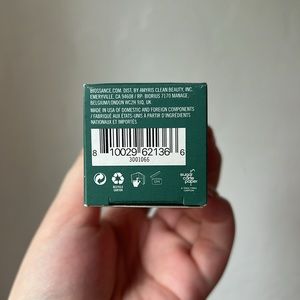 BIOSSANCE.COM. DIST. BY AMYRIS CLEAN BEAUTY, INC.
EMERYVILLE, CA 94608 / RP: BIORIUS 7170 MANAGE,
BELGIUM/LONDON WC2H 9JQ, UK
MADE IN USA OF DOMESTIC AND FOREIGN COMPONENTS
/ FABRIQUÉ AUX ÉTATS-UNIS À PARTIR D'INGRÉDIENTS
NATIONAUX ET IMPORTÉS
8 10029 62136 6
3001066
RECYCLE
CARTON
sugar
cane
paper